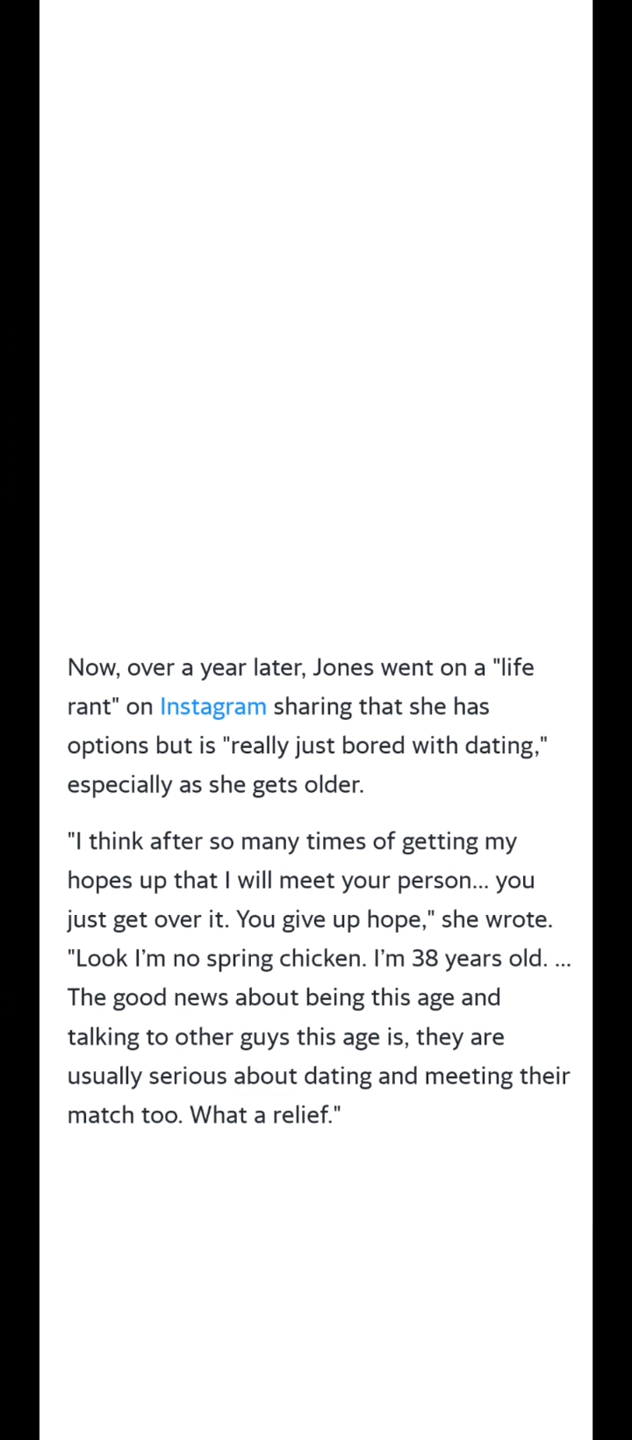 Now, over a year later, Jones went on a "life
rant" on Instagram sharing that she has
options but is "really just bored with dating,"
especially as she gets older.
"I think after so many times of getting my
hopes up that I will meet your person... you
just get over it. You give up hope," she wrote.
"Look I’m no spring chicken. I’m 38 years old. ...
The good news about being this age and
talking to other guys this age is, they are
usually serious about dating and meeting their
match too. What a relief."